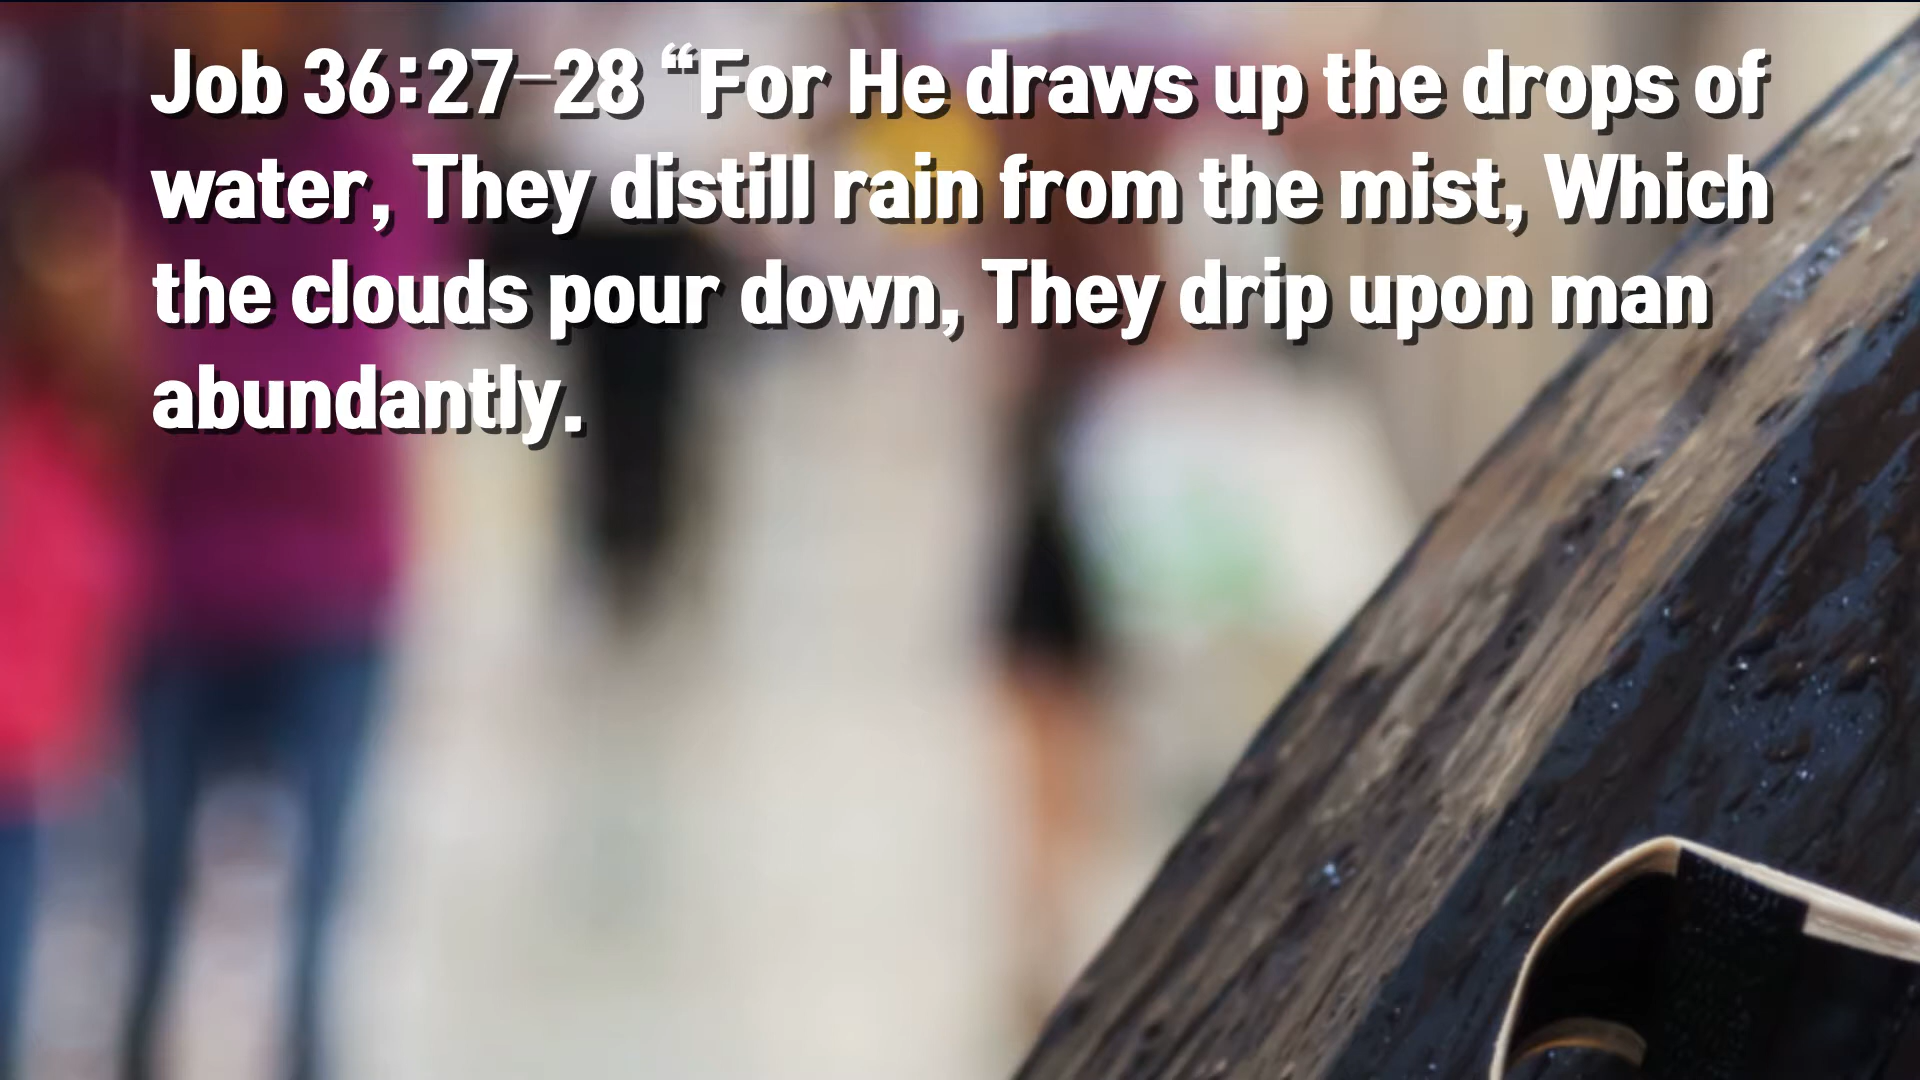 Job 36:27–28 “For He draws up the drops of
water, They distill rain from the mist, Which
the clouds pour down, They drip upon man
abundantly.